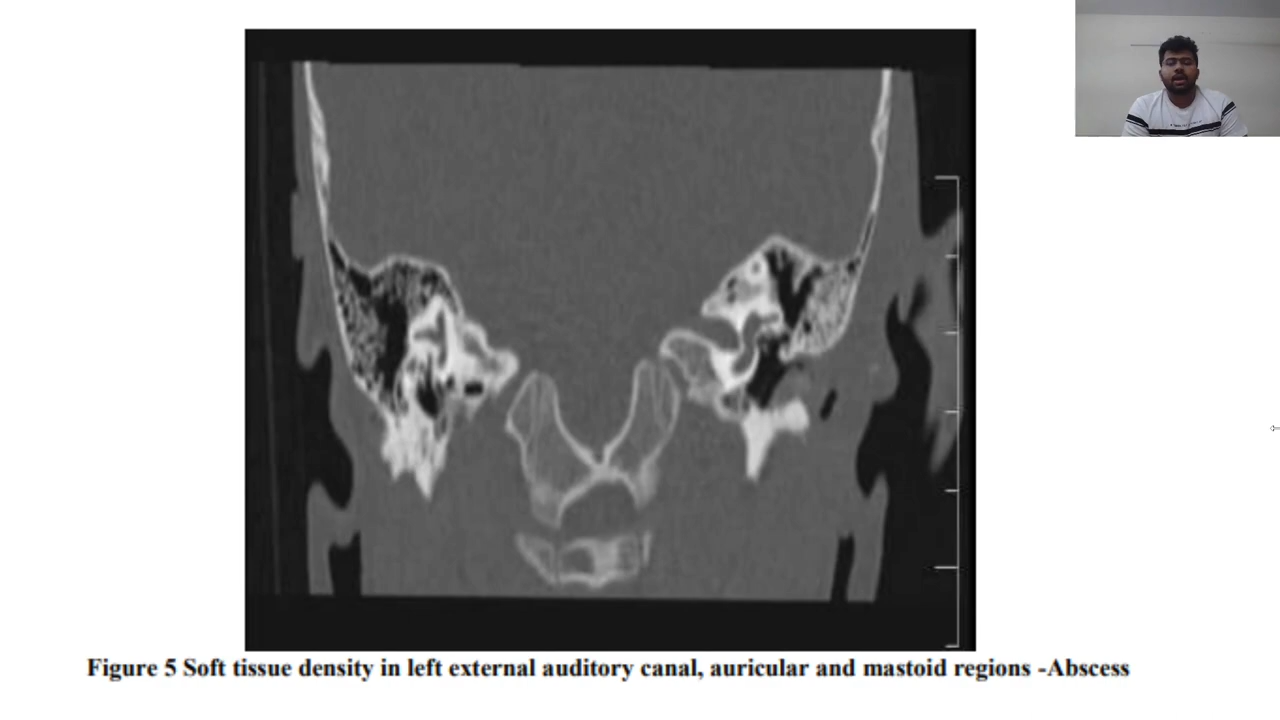 Figure 5 Soft tissue density in left external auditory canal, auricular and mastoid regions -Abscess